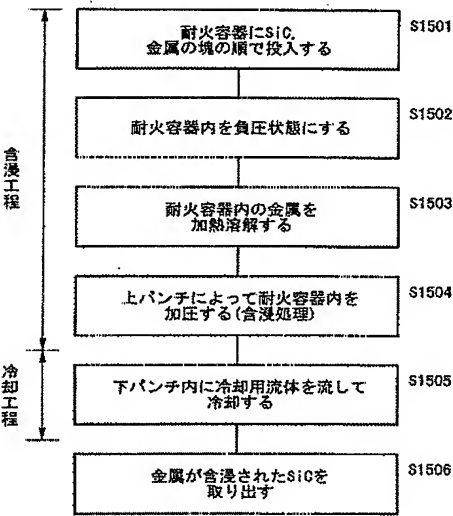 耐火容器にSiC,
金属の塊の順で投入する
S1501
耐火容器内を負圧状態にする
S1502
含浸工程
耐火容器内の金属を
加熱溶解する
S1503
上パンチによって耐火容器内を
加圧する(含浸処理)
S1504
冷却工程
下パンチ内に冷却用流体を流して
冷却する
S1505
金属が含浸されたSiCを
取り出す
S1506